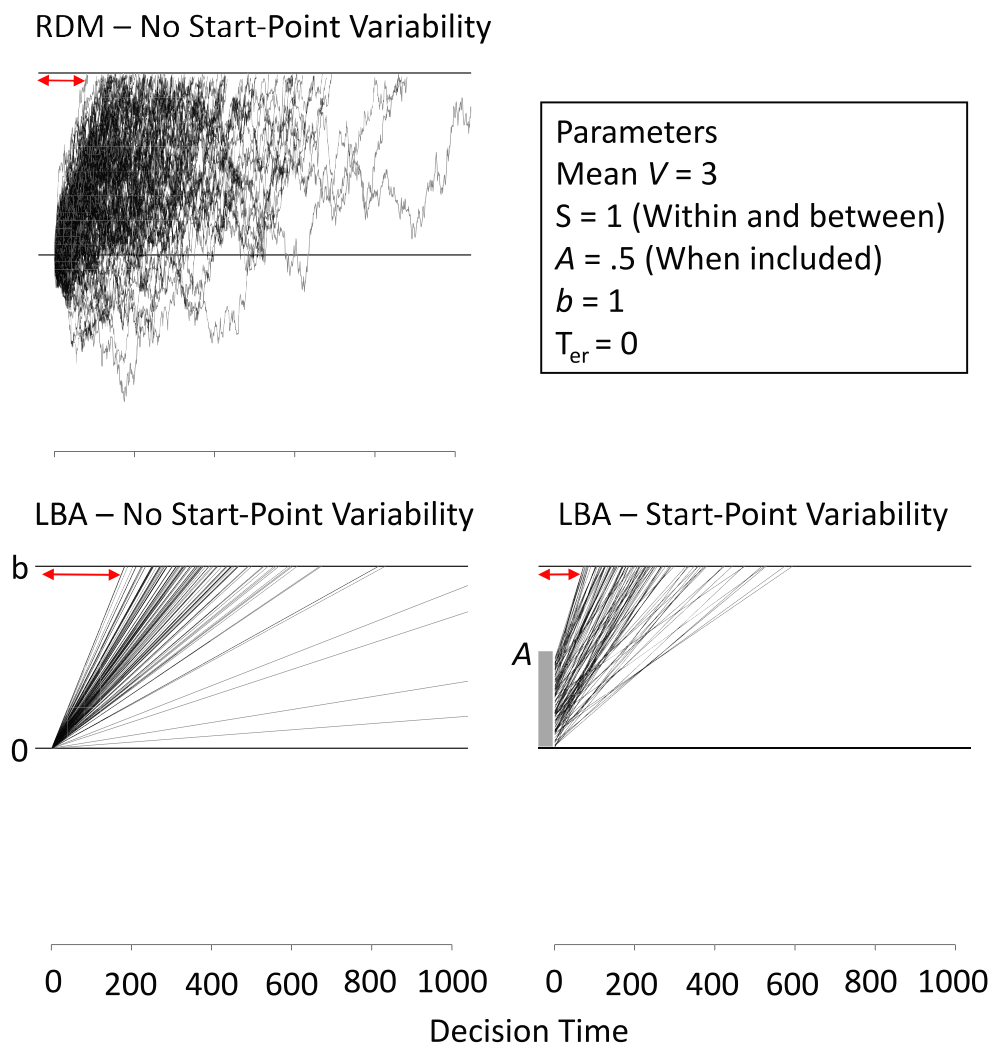 RDM – No Start-Point Variability
Parameters
Mean V = 3
S = 1 (Within and between)
A = .5 (When included)
b = 1
Ter = 0
LBA – No Start-Point Variability
LBA – Start-Point Variability
b
A
0
0 200 400 600 800 1000
0 200 400 600 800 1000
Decision Time